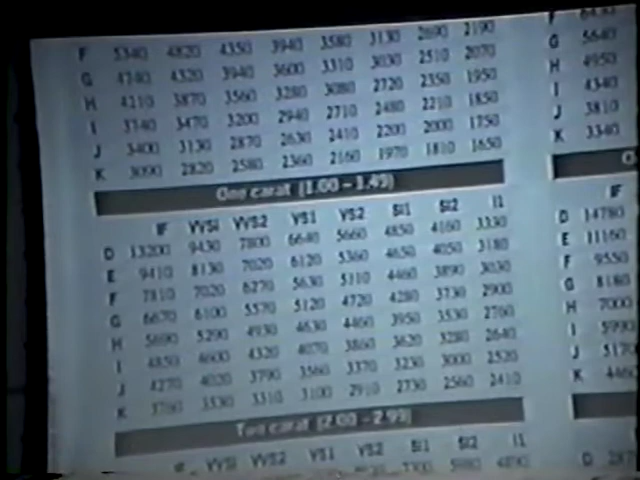 F 5340 4820 4350 3940 3580 3130 2690 2190
G 4740 4320 3940 3600 3310 3030 2510 2070
H 4210 3870 3560 3280 3080 2720 2350 1950
I 3740 3470 3200 2940 2710 2480 2210 1850
J 3400 3130 2870 2630 2410 2200 2000 1750
K 3090 2820 2580 2360 2160 1970 1810 1650
One carat (1.00 – 1.49)
IF VVS1 VVS2 VS1 VS2 SI1 SI2 I1
D 13200 9430 7800 6640 5660 4850 4160 3330
E 9410 8130 7020 6120 5360 4650 4050 3180
F 7810 7020 6270 5630 5110 4460 3890 3030
G 6670 6100 5570 5120 4720 4280 3730 2900
H 5690 5290 4930 4630 4460 3950 3530 2760
I 4850 4600 4320 4070 3860 3620 3280 2640
J 4270 4020 3790 3560 3370 3230 3000 2520
K 3760 3530 3310 3100 2910 2730 2560 2410
Two carat (2.00 – 2.99)
IF VVS1 VVS2 VS1 VS2 SI1 SI2 I1
F
G 5640
H 4950
I 4340
J 3810
K 3340
IF
D 14780
E 11160
F 9550
G 8180
H 7000
I 5990
J
K
D